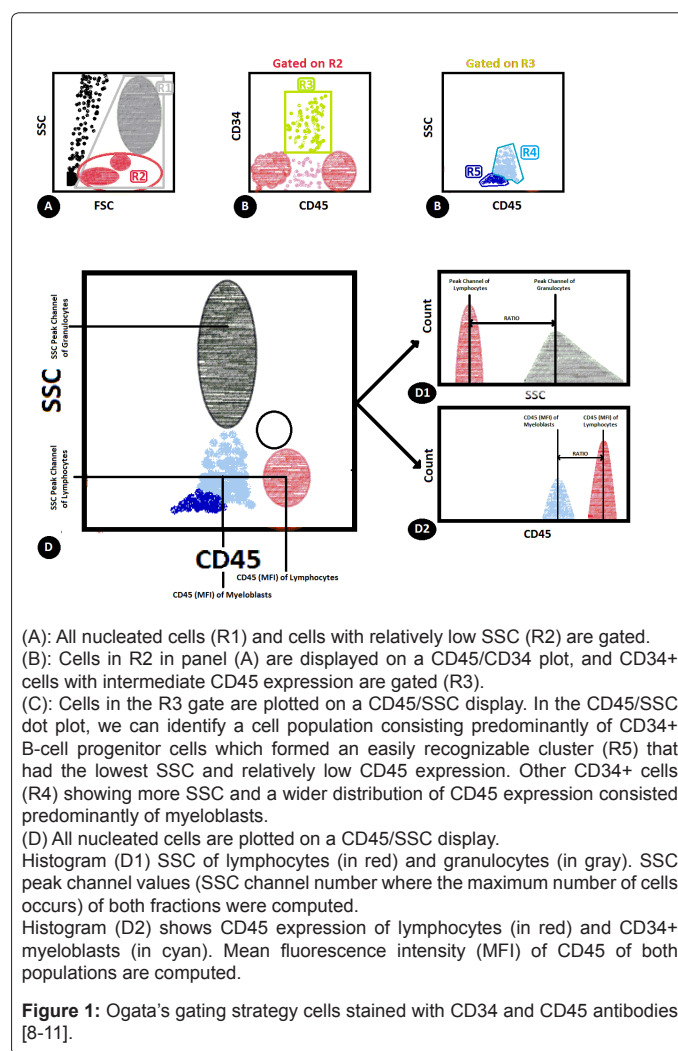 Gated on R2
Gated on R3
SSC
R1
R2
A
FSC
CD34
R3
B
CD45
SSC
R4
R5
B
CD45
SSC
SSC Peak Channel
of Granulocytes
SSC Peak Channel
of Lymphocytes
D
CD45
CD45 (MFI) of Lymphocytes
CD45 (MFI) of Myeloblasts
Count
Peak Channel of
Lymphocytes
Peak Channel of
Granulocytes
RATIO
D1
SSC
Count
CD45 (MFI) of
Myeloblasts
CD45 (MFI) of
Lymphocytes
RATIO
D2
CD45
(A): All nucleated cells (R1) and cells with relatively low SSC (R2) are gated.
(B): Cells in R2 in panel (A) are displayed on a CD45/CD34 plot, and CD34+
cells with intermediate CD45 expression are gated (R3).
(C): Cells in the R3 gate are plotted on a CD45/SSC display. In the CD45/SSC
dot plot, we can identify a cell population consisting predominantly of CD34+
B-cell progenitor cells which formed an easily recognizable cluster (R5) that
had the lowest SSC and relatively low CD45 expression. Other CD34+ cells
(R4) showing more SSC and a wider distribution of CD45 expression consisted
predominantly of myeloblasts.
(D) All nucleated cells are plotted on a CD45/SSC display.
Histogram (D1) SSC of lymphocytes (in red) and granulocytes (in gray). SSC
peak channel values (SSC channel number where the maximum number of cells
occurs) of both fractions were computed.
Histogram (D2) shows CD45 expression of lymphocytes (in red) and CD34+
myeloblasts (in cyan). Mean fluorescence intensity (MFI) of CD45 of both
populations are computed.
Figure 1: Ogata's gating strategy cells stained with CD34 and CD45 antibodies
[8-11].